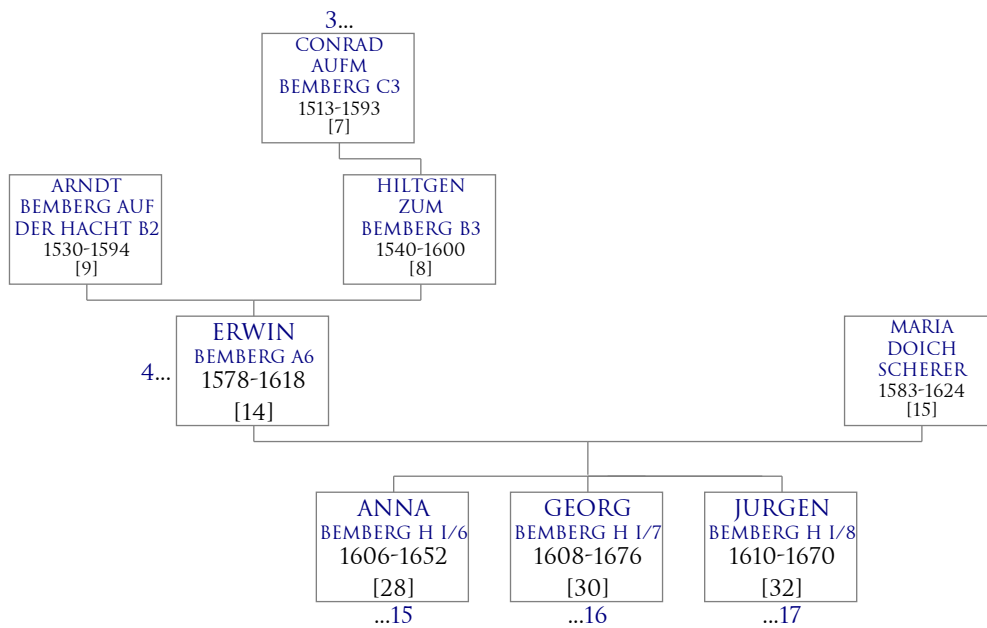 3...
CONRAD
AUFM
BEMBERG C3
1513-1593
[7]
ARNDT
BEMBERG AUF
DER HACHT B2
1530-1594
[9]
HILTGEN
ZUM
BEMBERG B3
1540-1600
[8]
4...
ERWIN
BEMBERG A6
1578-1618
[14]
MARIA
DOICH
SCHERER
1583-1624
[15]
ANNA
BEMBERG H I/6
1606-1652
[28]
...15
GEORG
BEMBERG H I/7
1608-1676
[30]
...16
JURGEN
BEMBERG H I/8
1610-1670
[32]
...17